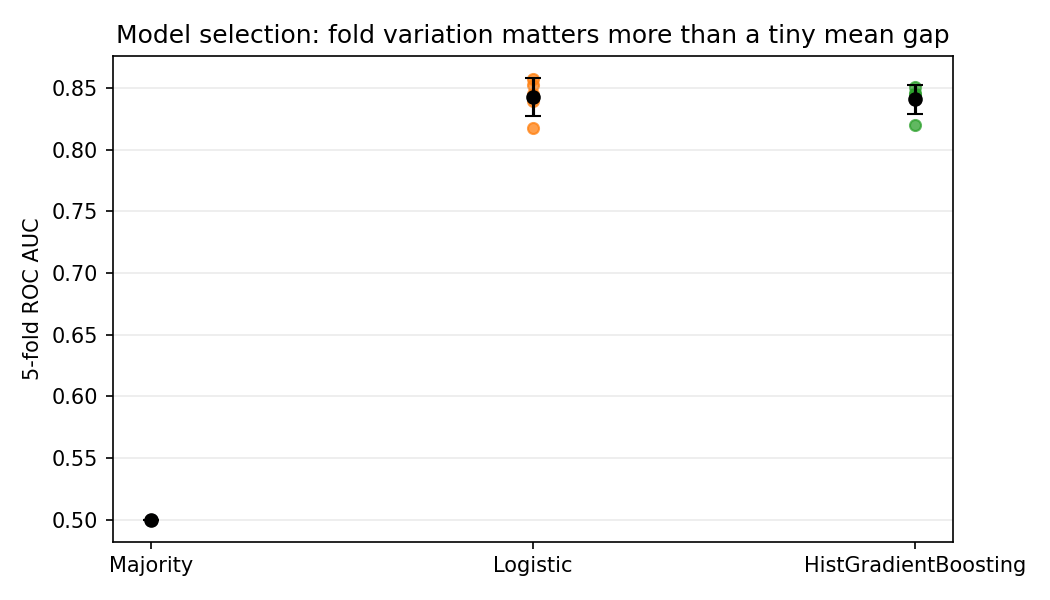 Model selection: fold variation matters more than a tiny mean gap
5-fold ROC AUC
0.85
0.80
0.75
0.70
0.65
0.60
0.55
0.50
Majority
Logistic
HistGradientBoosting